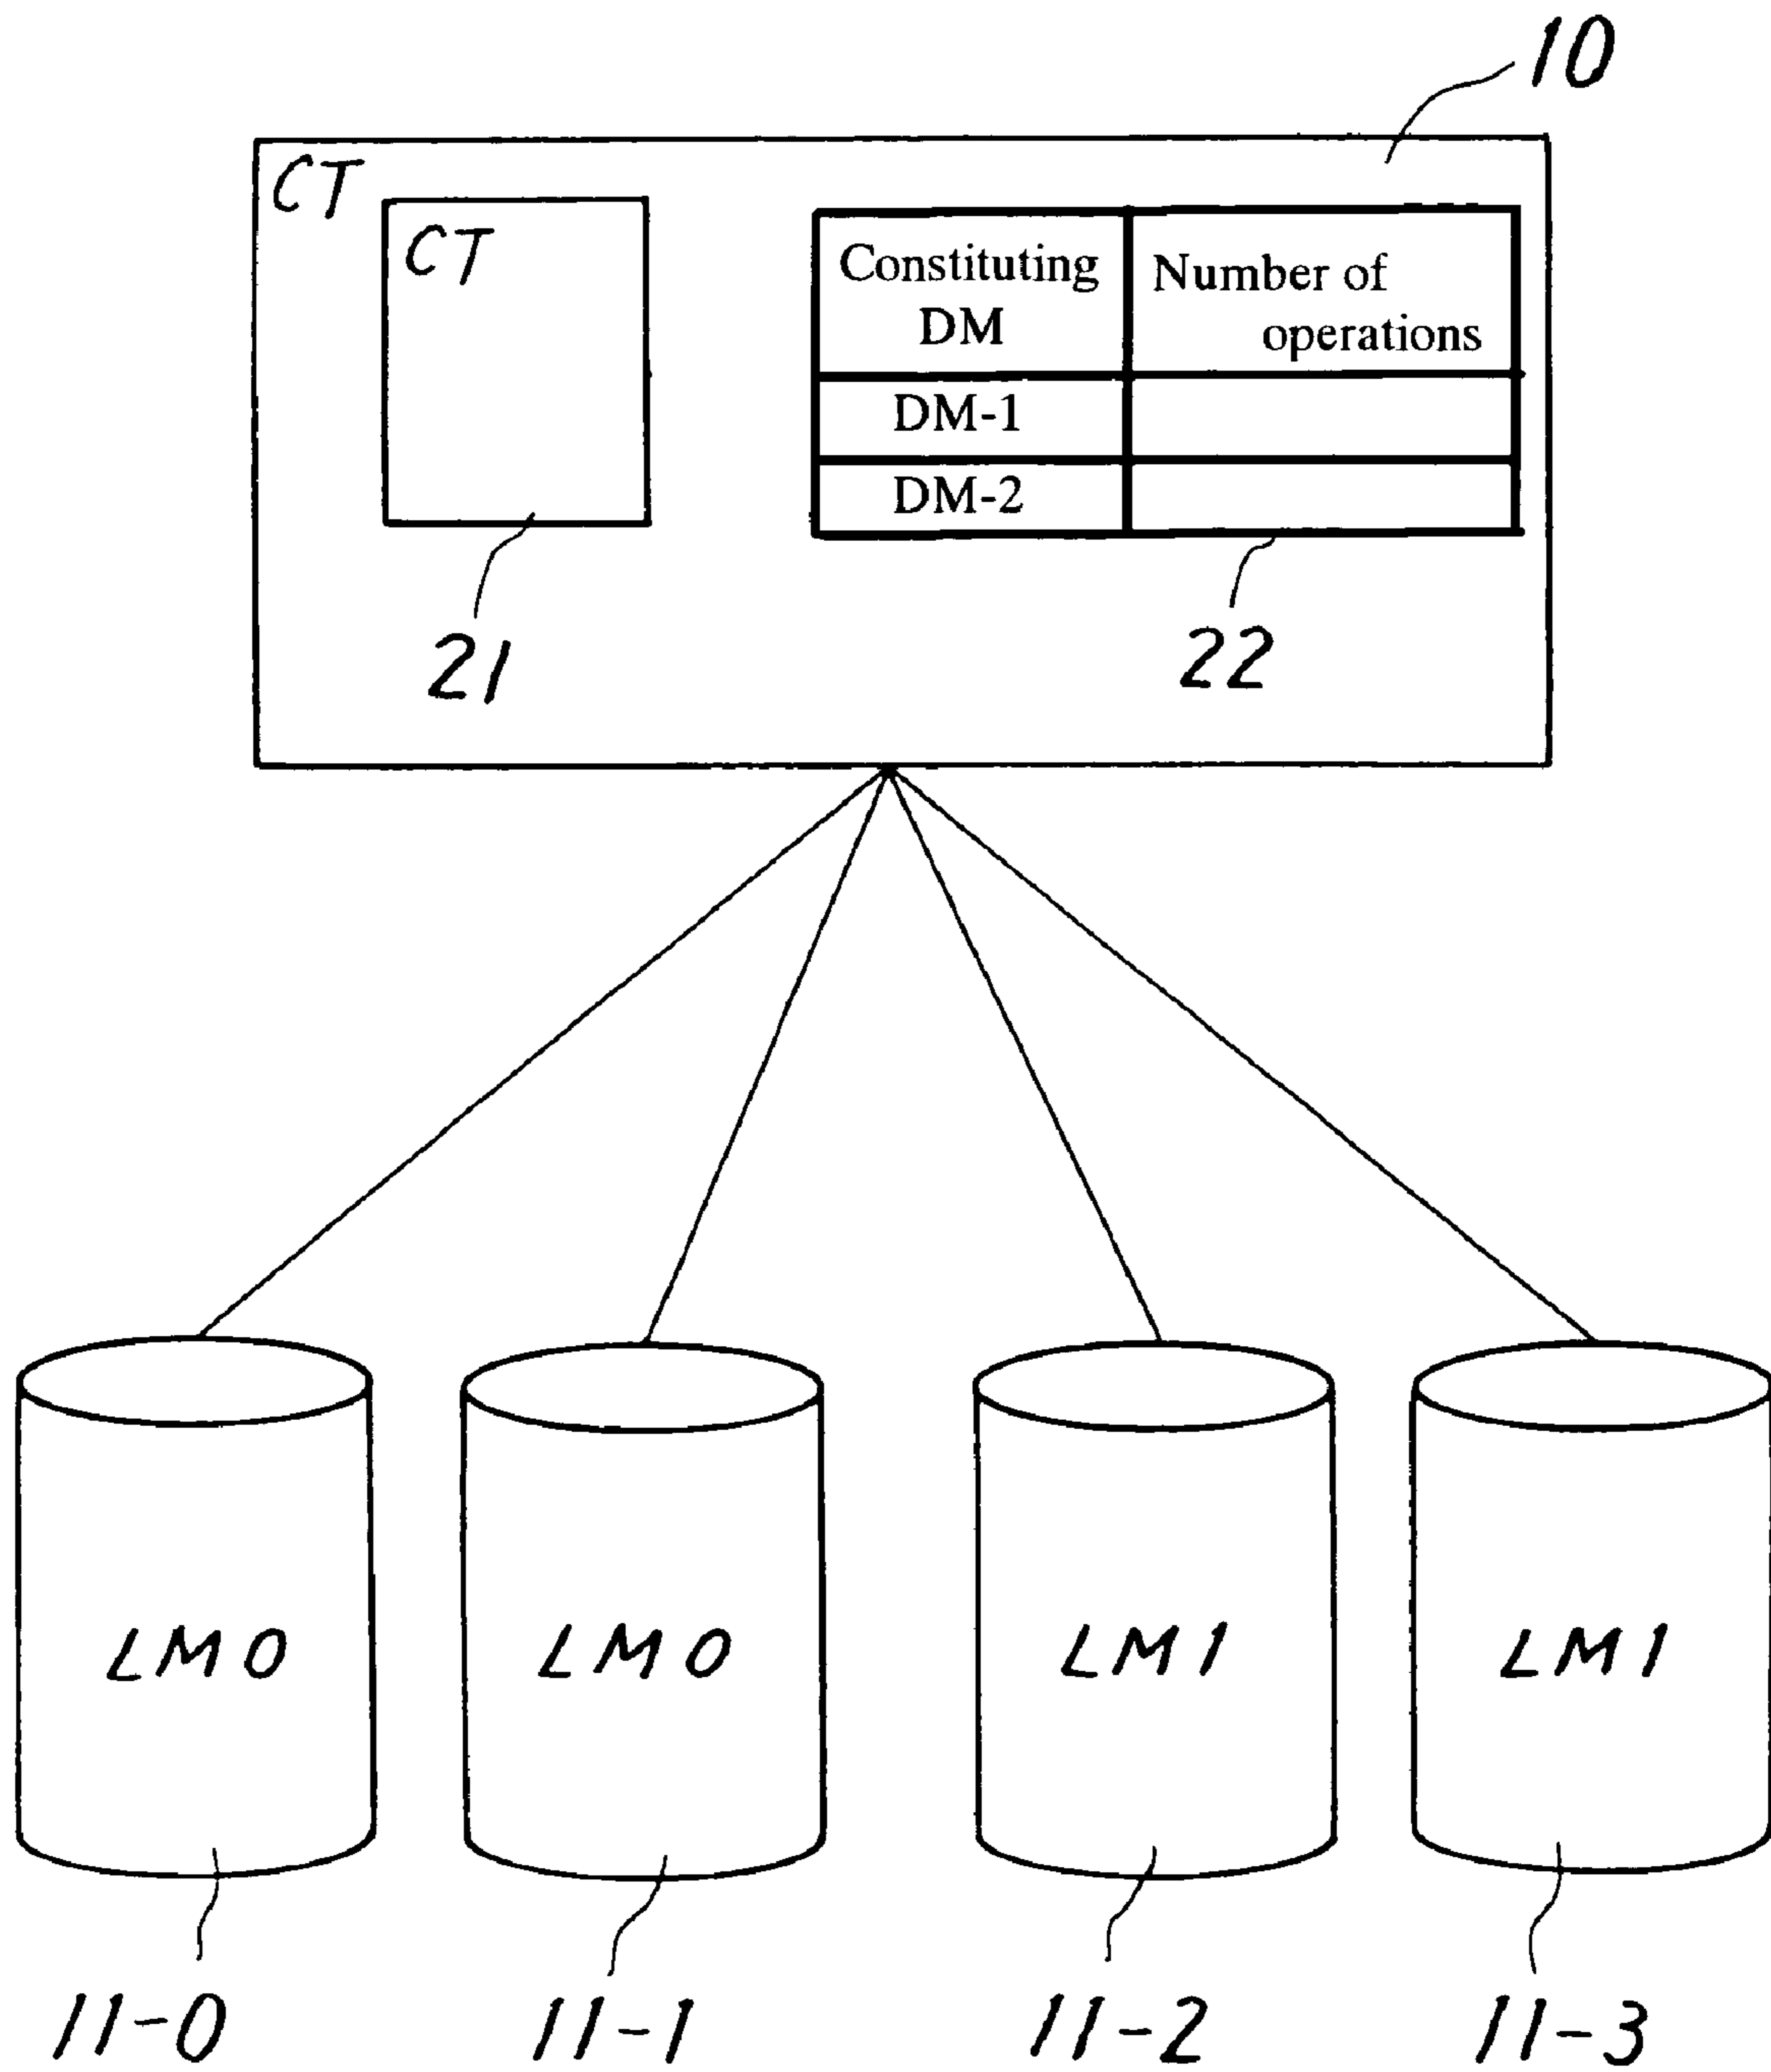 10
CT
CT
Constituting
DM
Number of
operations
DM-1
DM-2
21
22
LM0
LM0
LM1
LM1
11-0
11-1
11-2
11-3